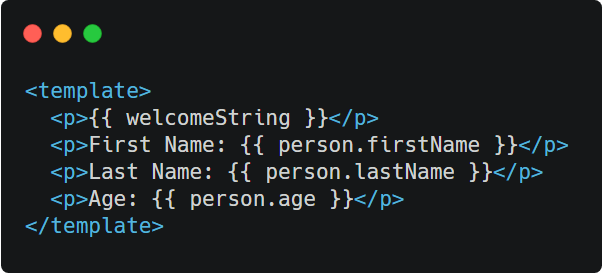 <template>
  <p>{{ welcomeString }}</p>
  <p>First Name: {{ person.firstName }}</p>
  <p>Last Name: {{ person.lastName }}</p>
  <p>Age: {{ person.age }}</p>
</template>